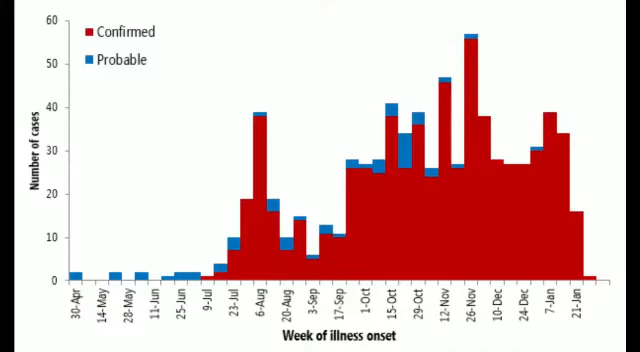 60
Confirmed
Probable
50
40
30
20
10
0
Number of cases
30-Apr
14-May
28-May
11-Jun
25-Jun
9-Jul
23-Jul
6-Aug
20-Aug
3-Sep
17-Sep
1-Oct
15-Oct
29-Oct
12-Nov
26-Nov
10-Dec
24-Dec
7-Jan
21-Jan
Week of illness onset